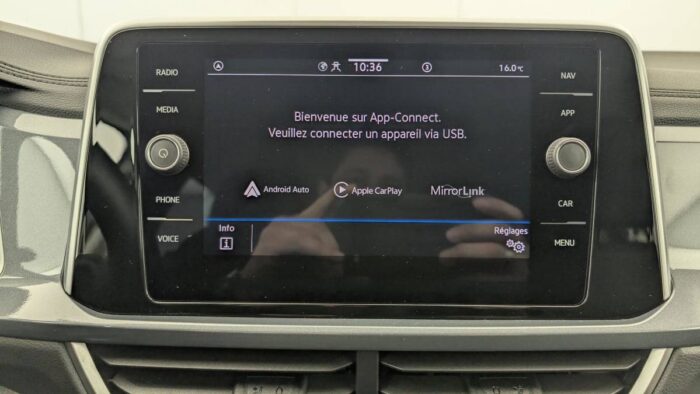 RADIO
MEDIA
PHONE
VOICE
10:36
3
16.0 °C
Bienvenue sur App-Connect.
Veuillez connecter un appareil via USB.
Android Auto
Apple CarPlay
MirrorLink
Info
Réglages
NAV
APP
CAR
MENU